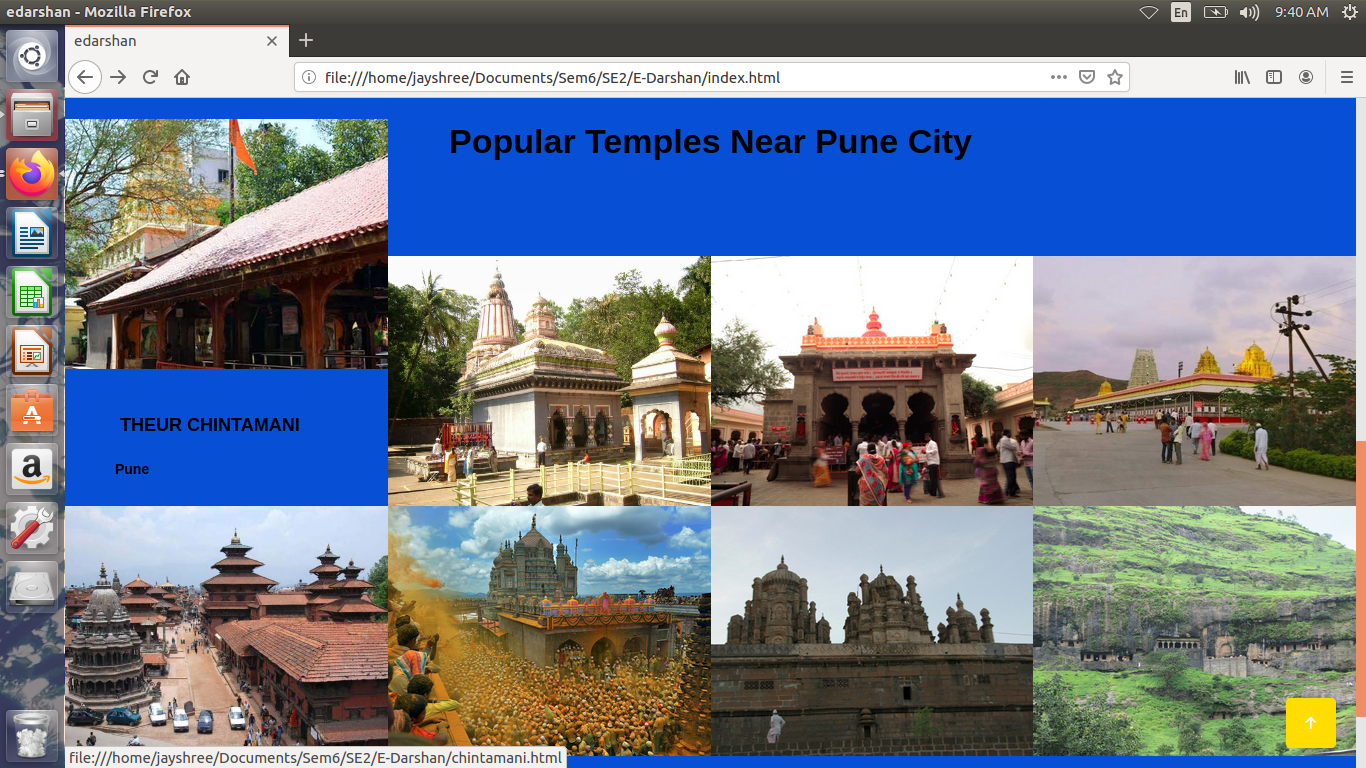 edarshan - Mozilla Firefox
En
9:40 AM
edarshan
file:///home/jayshree/Documents/Sem6/SE2/E-Darshan/index.html
Popular Temples Near Pune City
THEUR CHINTAMANI
Pune
file:///home/jayshree/Documents/Sem6/SE2/E-Darshan/chintamani.html